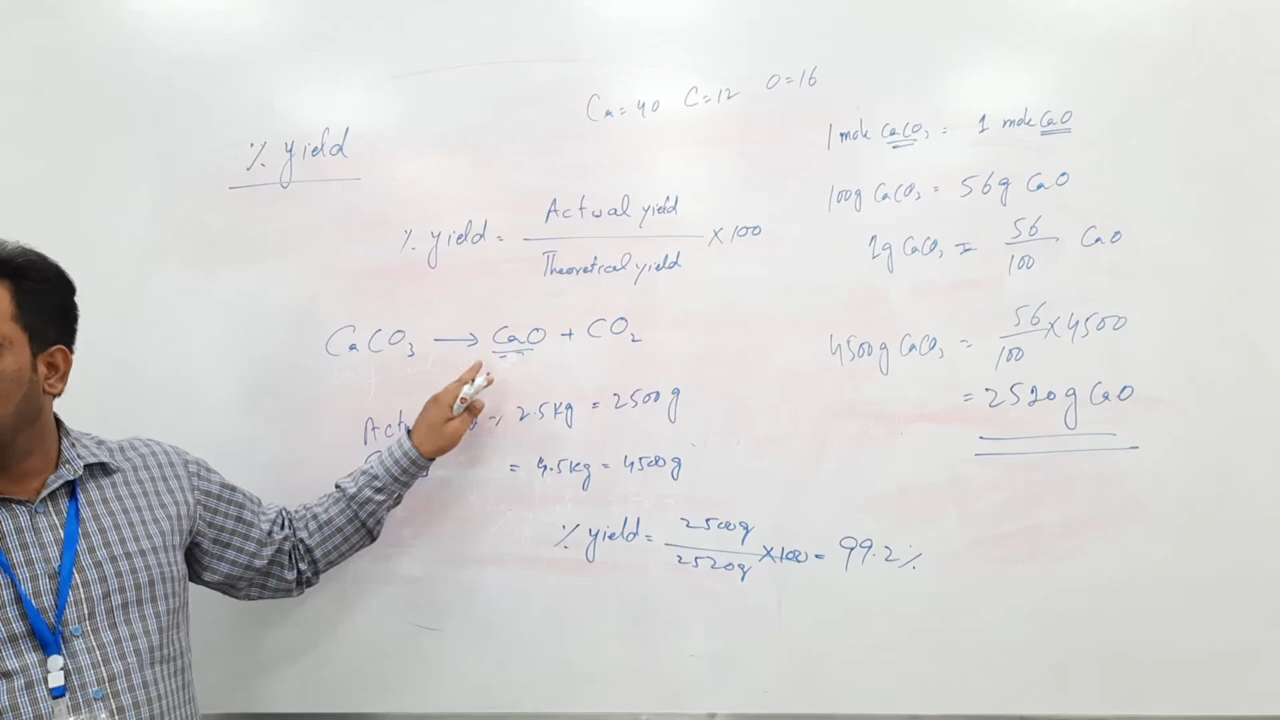 % yield
Ca = 40 C = 12 O = 16
% yield = Actual yield / Theoretical yield × 100
CaCO₃ → CaO + CO₂
2.5kg = 2500g
= 4.5kg = 4500g
% yield = 2500g / 2520g × 100 = 99.2%
1 mole CaCO₃ = 1 mole CaO
100g CaCO₃ = 56g CaO
1g CaCO₃ = 56 / 100 CaO
4500g CaCO₃ = 56 / 100 × 4500
= 2520g CaO